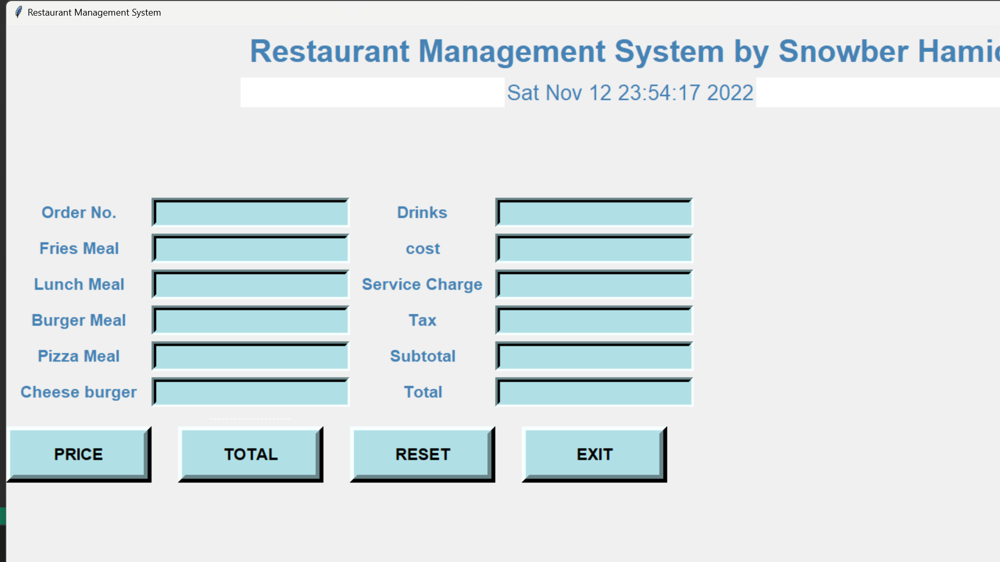 Restaurant Management System
Restaurant Management System by Snowber
Sat Nov 12 23:54:17 2022
Order No.
Drinks
Fries Meal
cost
Lunch Meal
Service Charge
Burger Meal
Tax
Pizza Meal
Subtotal
Cheese burger
Total
PRICE
TOTAL
RESET
EXIT